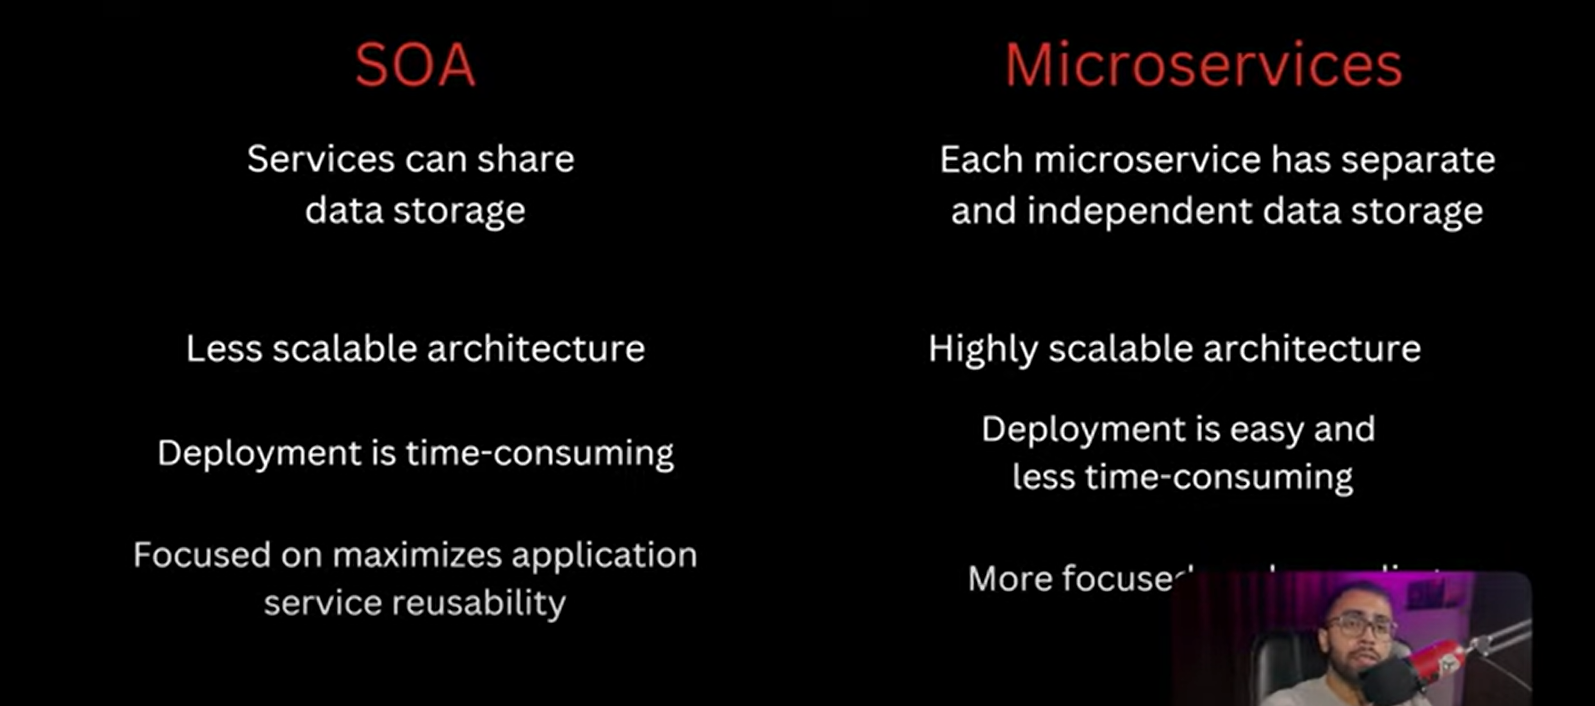 SOA
Microservices
Services can share
data storage
Each microservice has separate
and independent data storage
Less scalable architecture
Highly scalable architecture
Deployment is time-consuming
Deployment is easy and
less time-consuming
Focused on maximizes application
service reusability
More focused